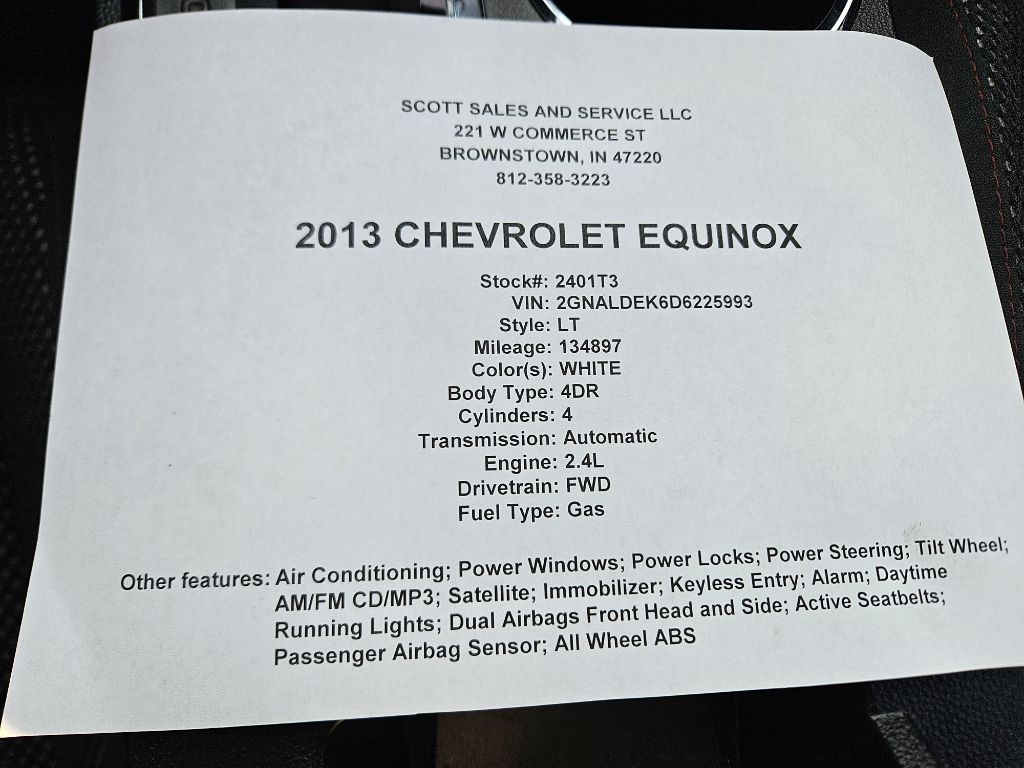 SCOTT SALES AND SERVICE LLC
221 W COMMERCE ST
BROWNSTOWN, IN 47220
812-358-3223
2013 CHEVROLET EQUINOX
Stock#: 2401T3
VIN: 2GNALDEK6D6225993
Style: LT
Mileage: 134897
Color(s): WHITE
Body Type: 4DR
Cylinders: 4
Transmission: Automatic
Engine: 2.4L
Drivetrain: FWD
Fuel Type: Gas
Other features: Air Conditioning; Power Windows; Power Locks; Power Steering; Tilt Wheel;
AM/FM CD/MP3; Satellite; Immobilizer; Keyless Entry; Alarm; Daytime
Running Lights; Dual Airbags Front Head and Side; Active Seatbelts;
Passenger Airbag Sensor; All Wheel ABS